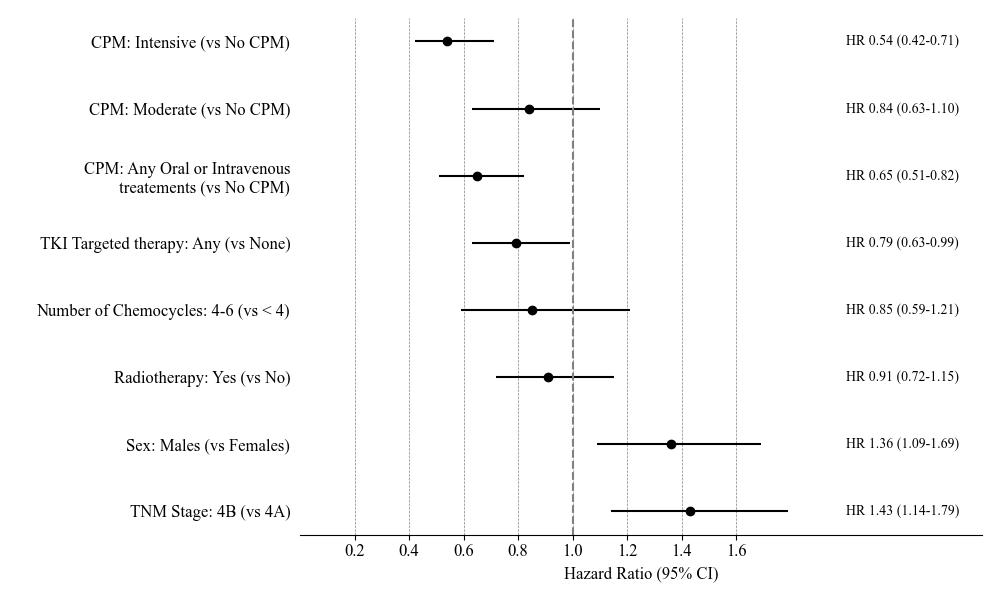 CPM: Intensive (vs No CPM) HR 0.54 (0.42-0.71)
CPM: Moderate (vs No CPM) HR 0.84 (0.63-1.10)
CPM: Any Oral or Intravenous
treatements (vs No CPM) HR 0.65 (0.51-0.82)
TKI Targeted therapy: Any (vs None) HR 0.79 (0.63-0.99)
Number of Chemocycles: 4-6 (vs < 4) HR 0.85 (0.59-1.21)
Radiotherapy: Yes (vs No) HR 0.91 (0.72-1.15)
Sex: Males (vs Females) HR 1.36 (1.09-1.69)
TNM Stage: 4B (vs 4A) HR 1.43 (1.14-1.79)
0.2 0.4 0.6 0.8 1.0 1.2 1.4 1.6
Hazard Ratio (95% CI)